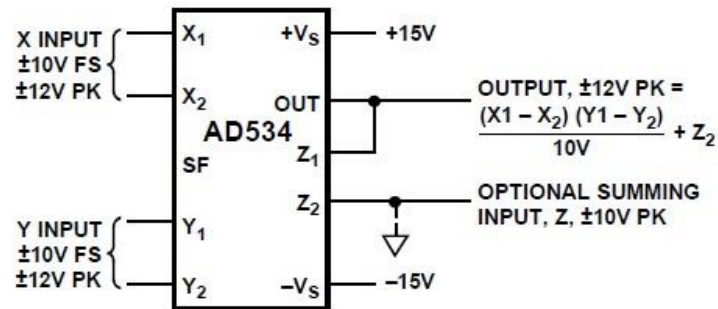 X INPUT
±10V FS
±12V PK
X1
X2
SF
Y INPUT
±10V FS
±12V PK
Y1
Y2
AD534
+VS
+15V
OUT
Z1
OUTPUT, ±12V PK =
(X1 – X2) (Y1 – Y2)
10V
+ Z2
Z2
OPTIONAL SUMMING
INPUT, Z, ±10V PK
–VS
–15V